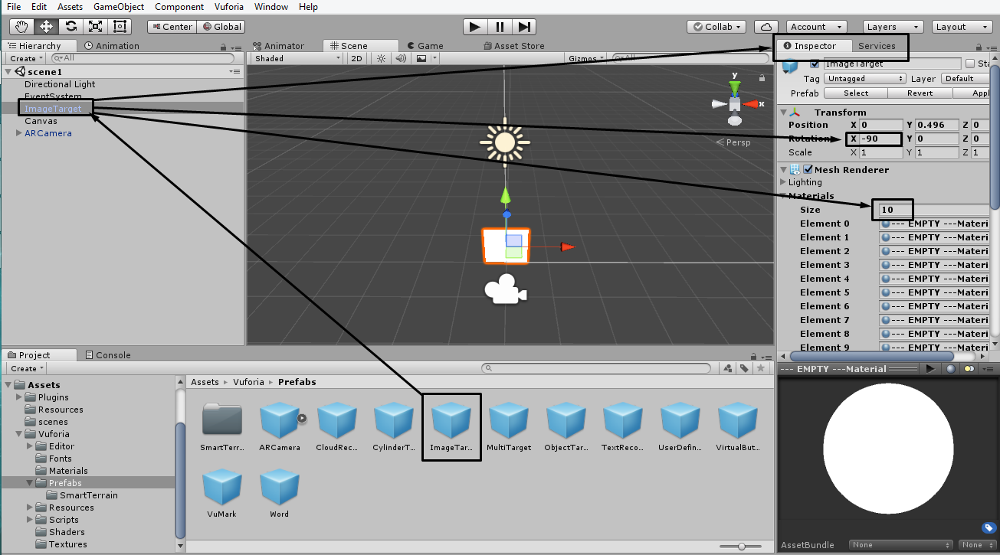 File Edit Assets GameObject Component Vuforia Window Help
Center Global Collab Account Layers Layout
Hierarchy Animation
Create All
scene1
Directional Light
EventSystem
ImageTarget
Canvas
ARCamera
Animator Scene Game Asset Store
Shaded 2D Gizmos All
y
x
Persp
Inspector Services
ImageTarget Sta
Tag Untagged Layer Default
Prefab Select Revert Appl
Transform
Position X 0 Y 0.496 Z 0
Rotation X -90 Y 0 Z 0
Scale X 1 Y 1 Z 1
Mesh Renderer
Lighting
Materials
Size 10
Element 0 --- EMPTY ---Materi
Element 1 --- EMPTY ---Materi
Element 2 --- EMPTY ---Materi
Element 3 --- EMPTY ---Materi
Element 4 --- EMPTY ---Materi
Element 5 --- EMPTY ---Materi
Element 6 --- EMPTY ---Materi
Element 7 --- EMPTY ---Materi
Element 8 --- EMPTY ---Materi
Element 9 --- EMPTY ---Materi
Project Console
Create
Assets
Plugins
Resources
scenes
Vuforia
Editor
Fonts
Materials
Prefabs
SmartTerrain
Resources
Scripts
Shaders
Textures
Assets Vuforia Prefabs
SmartTerr... ARCamera CloudRec... CylinderT... ImageTar... MultiTarget ObjectTar... TextReco... UserDefin... VirtualBut...
VuMark Word
--- EMPTY ---Material
AssetBundle None None